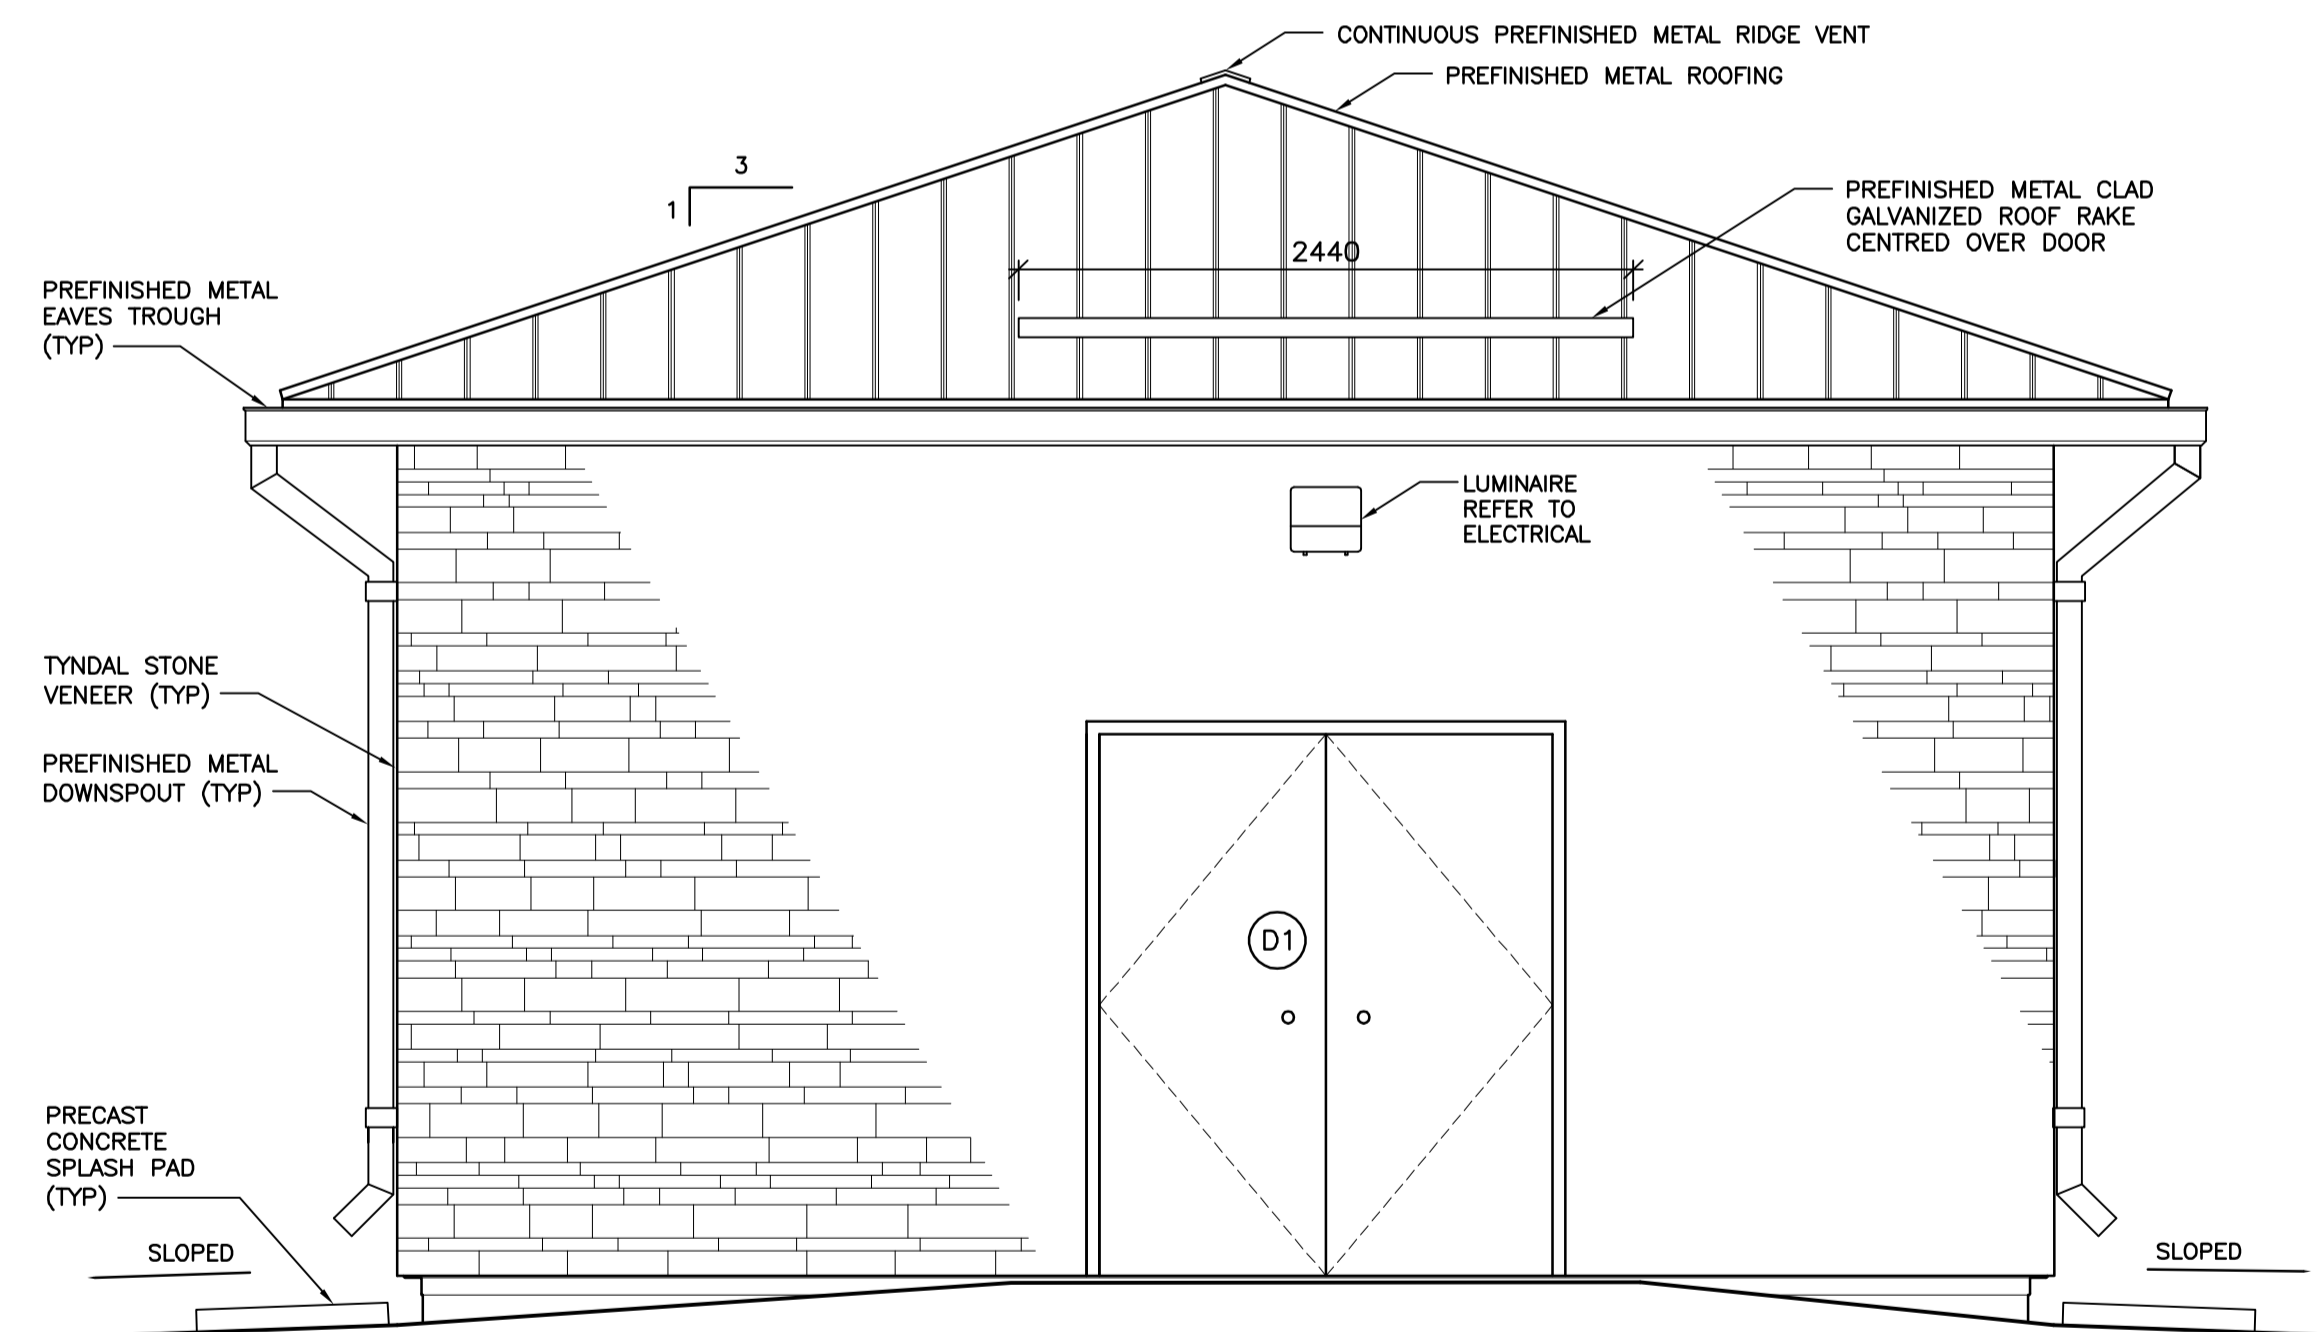 CONTINUOUS PREFINISHED METAL RIDGE VENT
PREFINISHED METAL ROOFING
3
1
PREFINISHED METAL CLAD
GALVANIZED ROOF RAKE
CENTRED OVER DOOR
2440
PREFINISHED METAL
EAVES TROUGH
(TYP)
LUMINAIRE
REFER TO
ELECTRICAL
TYNDAL STONE
VENEER (TYP)
PREFINISHED METAL
DOWNSPOUT (TYP)
D1
PRECAST
CONCRETE
SPLASH PAD
(TYP)
SLOPED
SLOPED